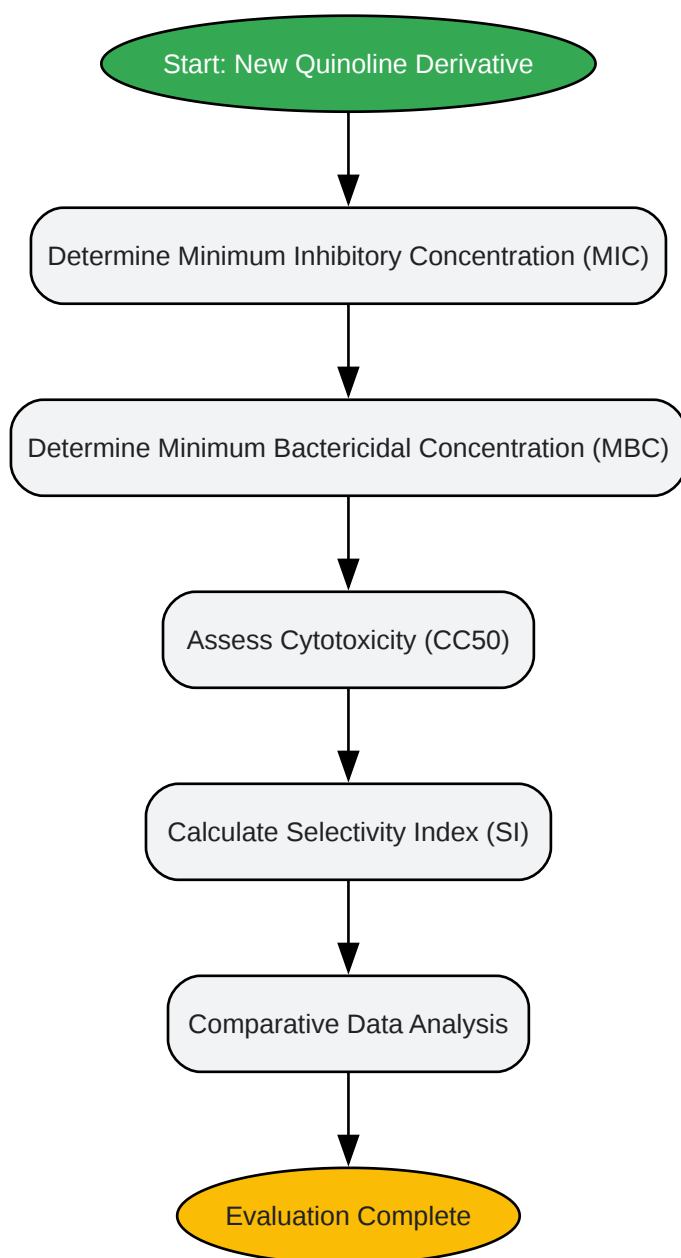 Start: New Quinoline Derivative
Determine Minimum Inhibitory Concentration (MIC)
Determine Minimum Bactericidal Concentration (MBC)
Assess Cytotoxicity (CC50)
Calculate Selectivity Index (SI)
Comparative Data Analysis
Evaluation Complete